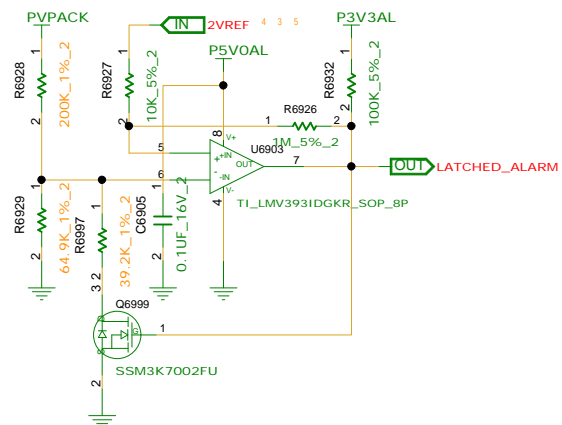 PVPACK
IN
2VREF
4 3 5
P3V3AL
P5V0AL
1
R6928
200K_1%_2
2
1
R6927
10K_5%_2
2
1
R6932
100K_5%_2
2
R6926
1 2
1M_5%_2
8
V+
U6903
5
+
+IN
OUT
7
OUT
LATCHED_ALARM
6
-
-IN
V-
4
TI_LMV393IDGKR_SOP_8P
1
R6929
64.9K_1%_2
2
1
R6997
39.2K_1%_2
2
1
C6905
0.1UF_16V_2
2
3
Q6999
D
G
S
1
SSM3K7002FU
2